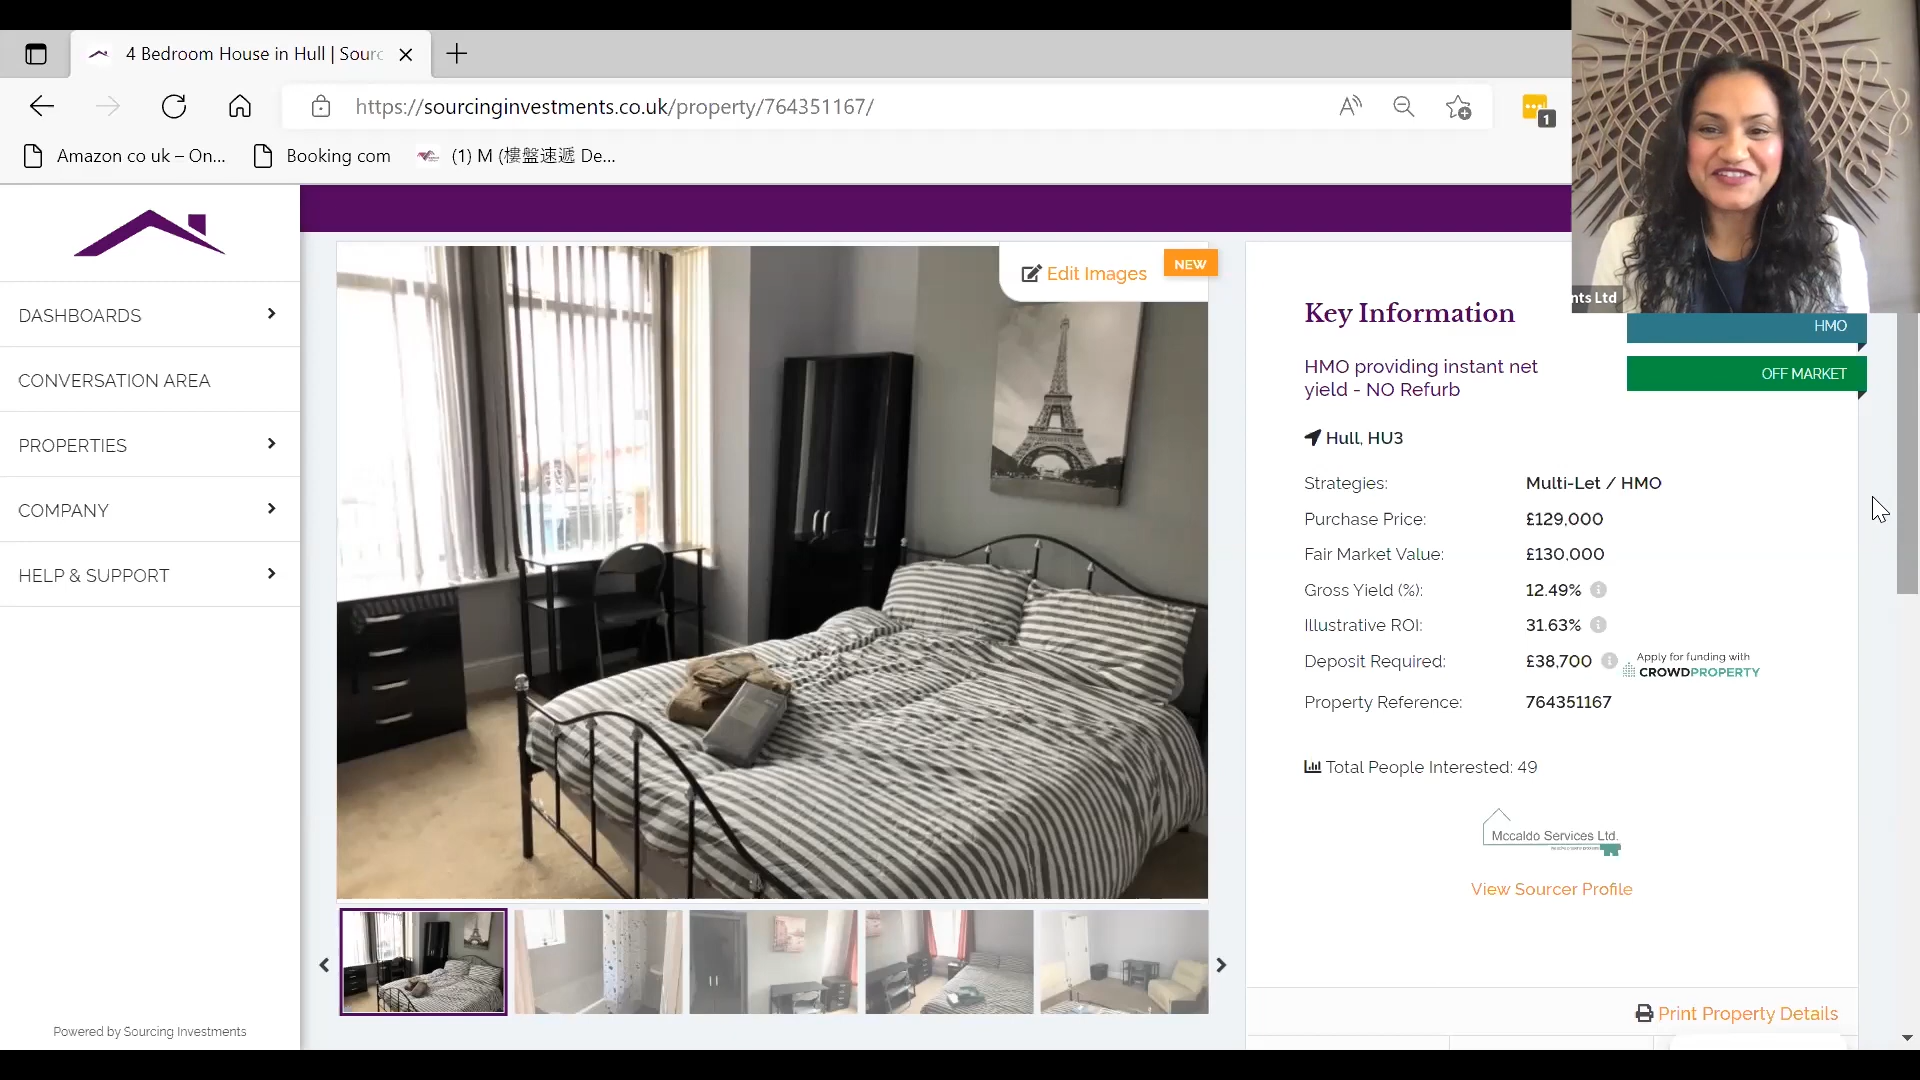 4 Bedroom House in Hull | Sourc
https://sourcinginvestments.co.uk/property/764351167/
1
Amazon co uk – On...
Booking com
(1) M (樓盤速遞 De...
nts Ltd
DASHBOARDS
CONVERSATION AREA
PROPERTIES
COMPANY
HELP & SUPPORT
Powered by Sourcing Investments
Edit Images
NEW
Key Information
HMO
OFF MARKET
HMO providing instant net
yield - NO Refurb
Hull, HU3
Strategies: Multi-Let / HMO
Purchase Price: £129,000
Fair Market Value: £130,000
Gross Yield (%): 12.49%
Illustrative ROI: 31.63%
Deposit Required: £38,700
Apply for funding with
CROWDPROPERTY
Property Reference: 764351167
Total People Interested: 49
Mccaldo Services Ltd.
View Sourcer Profile
Print Property Details